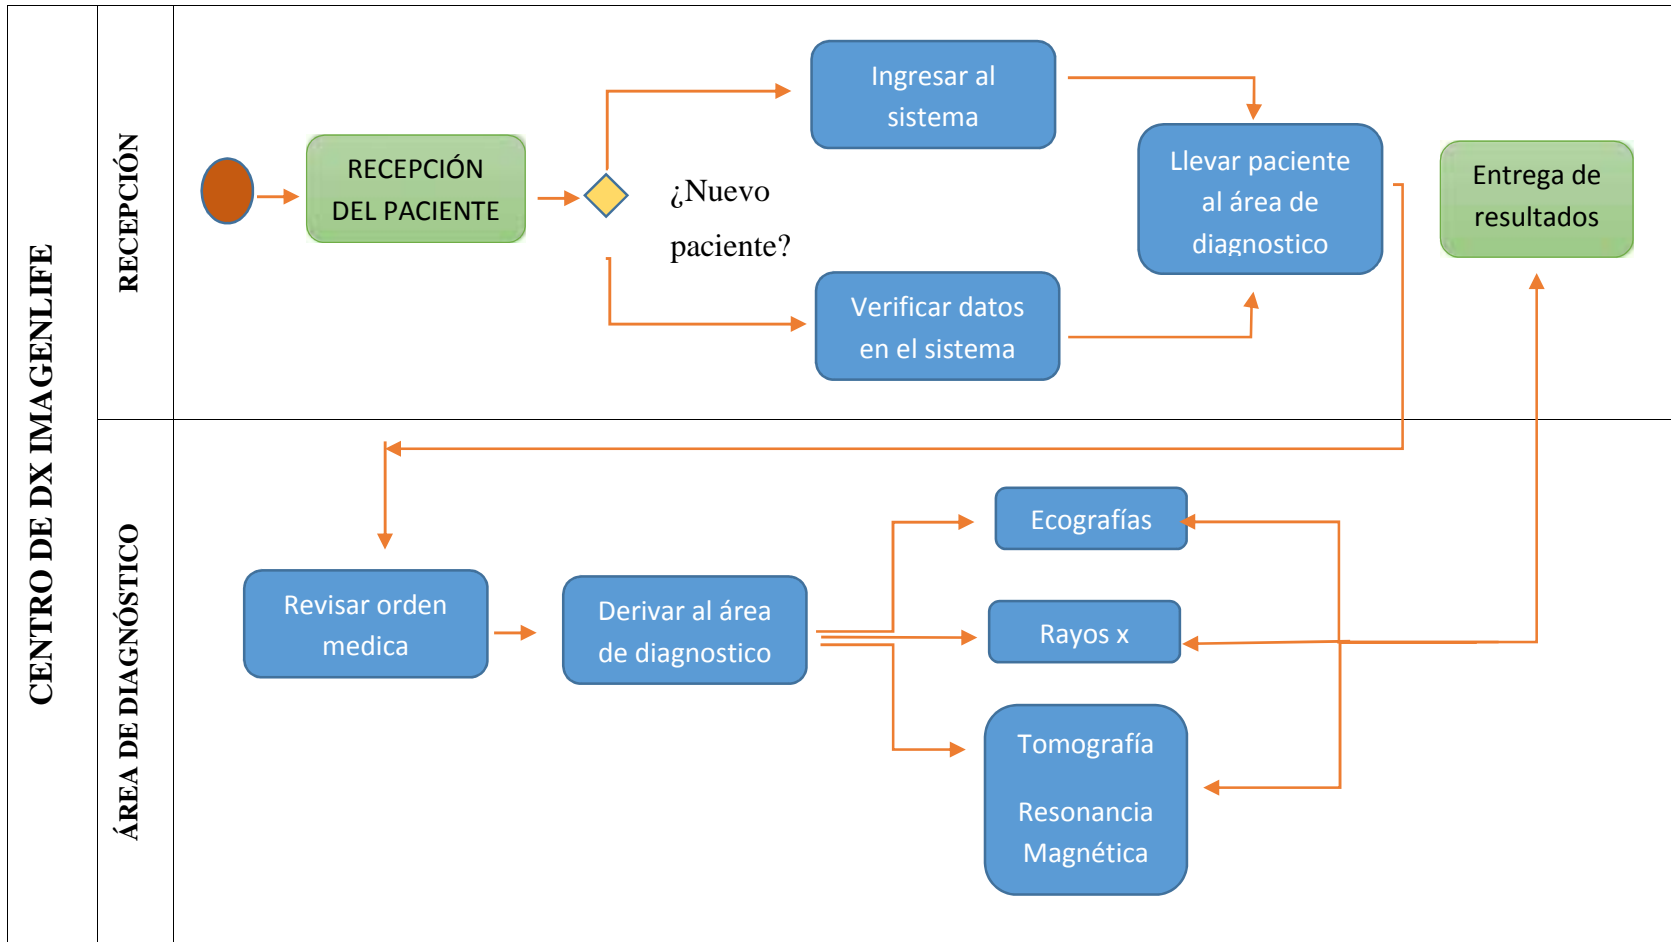 CENTRO DE DX IMAGENLIFE
RECEPCIÓN
RECEPCIÓN
DEL PACIENTE
¿Nuevo
paciente?
Ingresar al
sistema
Verificar datos
en el sistema
Llevar paciente
al área de
diagnostico
Entrega de
resultados
ÁREA DE DIAGNÓSTICO
Revisar orden
medica
Derivar al área
de diagnostico
Ecografías
Rayos x
Tomografía
Resonancia
Magnética